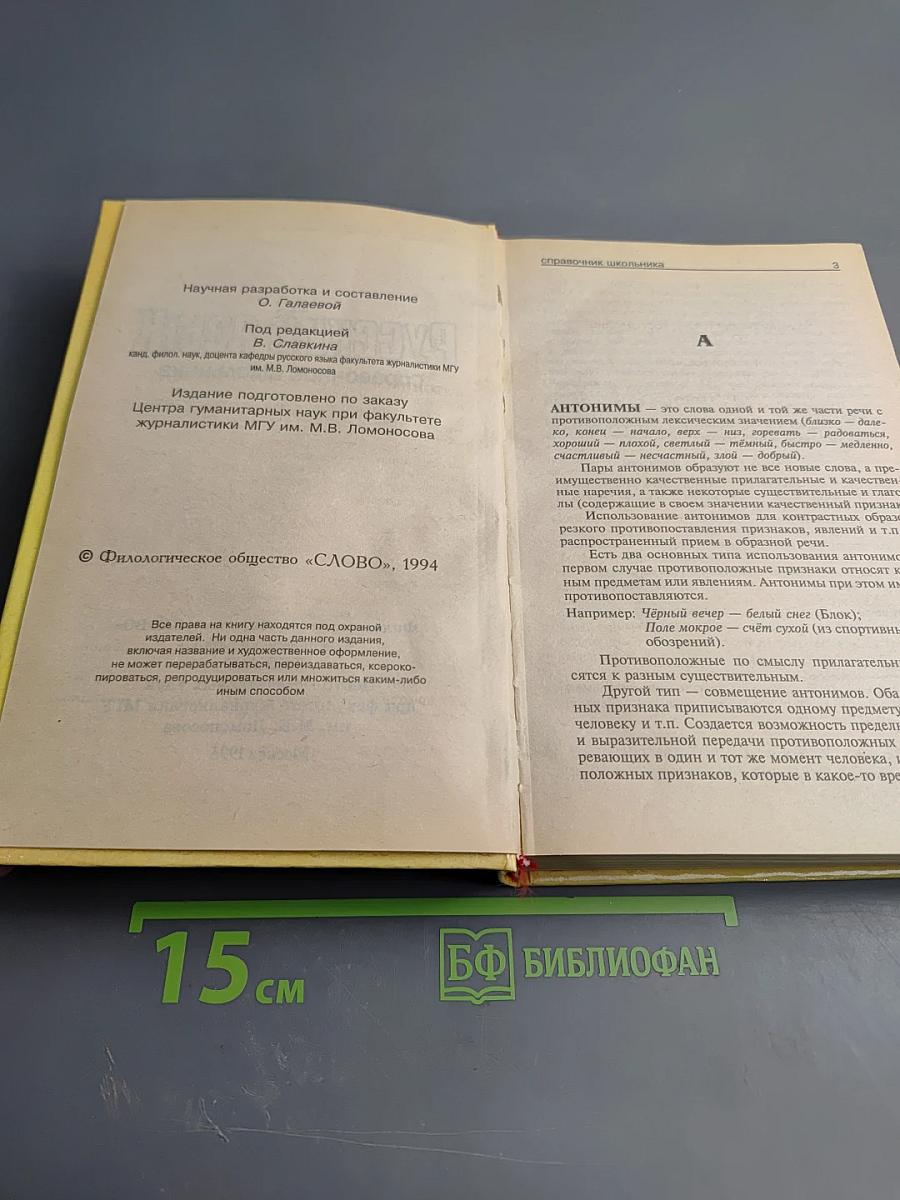 Научная разработка и составление
О. Галаевой
Под редакцией
В. Славкина
канд. филол. наук, доцента кафедры русского языка факультета журналистики МГУ
им. М.В. Ломоносова
Издание подготовлено по заказу
Центра гуманитарных наук при факультете
журналистики МГУ им. М.В. Ломоносова
© Филологическое общество «СЛОВО», 1994
Все права на книгу находятся под охраной
издателей. Ни одна часть данного издания,
включая название и художественное оформление,
не может перерабатываться, переиздаваться, ксероко-
пироваться, репродуцироваться или множиться каким-либо
иным способом
справочник школьника 3
А
АНТОНИМЫ — это слова одной и той же части речи с
противоположным лексическим значением (близко — дале-
ко, конец — начало, верх — низ, горевать — радоваться,
хороший — плохой, светлый — тёмный, быстро — медленно,
счастливый — несчастный, злой — добрый).
Пары антонимов образуют не все новые слова, а пре-
имущественно качественные прилагательные и качествен-
ные наречия, а также некоторые существительные и глаго
лы (содержащие в своем значении качественный признак
Использование антонимов для контрастных образо
резкого противопоставления признаков, явлений и т.п.
распространенный прием в образной речи.
Есть два основных типа использования антонимо
первом случае противоположные признаки относят к
ным предметам или явлениям. Антонимы при этом им
противопоставляются.
Например: Чёрный вечер — белый снег (Блок);
Поле мокрое — счёт сухой (из спортивны
обозрений).
Противоположные по смыслу прилагательн
сятся к разным существительным.
Другой тип — совмещение антонимов. Оба
ных признака приписываются одному предмету
человеку и т.п. Создается возможность предельн
и выразительной передачи противоположных
ревающих в один и тот же момент человека, и
положных признаков, которые в какое-то вре
15 см
БФ БИБЛИОФАН